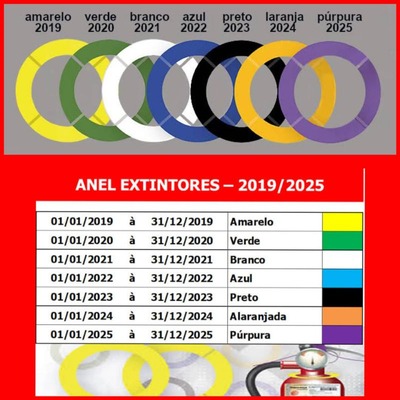 amarelo verde branco azul preto laranja púrpura
2019 2020 2021 2022 2023 2024 2025
ANEL EXTINTORES – 2019/2025
01/01/2019 à 31/12/2019 Amarelo
01/01/2020 à 31/12/2020 Verde
01/01/2021 à 31/12/2021 Branco
01/01/2022 à 31/12/2022 Azul
01/01/2023 à 31/12/2023 Preto
01/01/2024 à 31/12/2024 Alaranjada
01/01/2025 à 31/12/2025 Púrpura